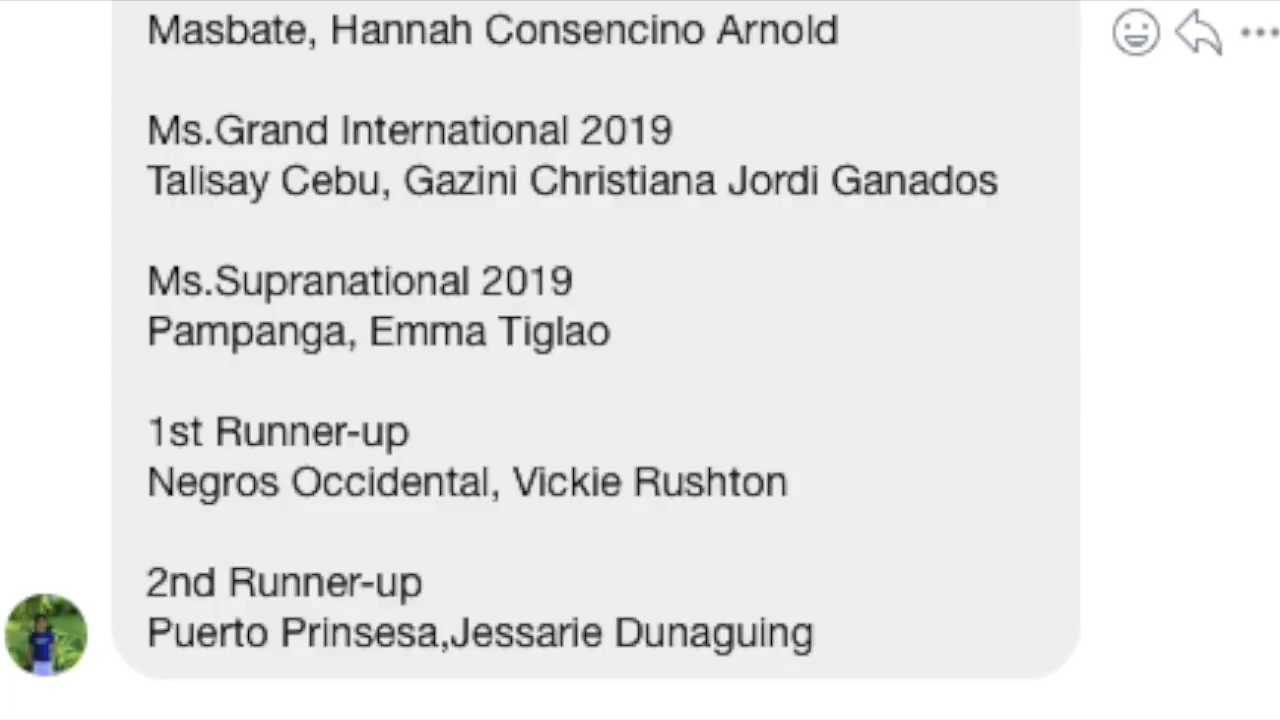 Masbate, Hannah Consencino Arnold
Ms.Grand International 2019
Talisay Cebu, Gazini Christiana Jordi Ganados
Ms.Supranational 2019
Pampanga, Emma Tiglao
1st Runner-up
Negros Occidental, Vickie Rushton
2nd Runner-up
Puerto Prinsesa,Jessarie Dunaguing